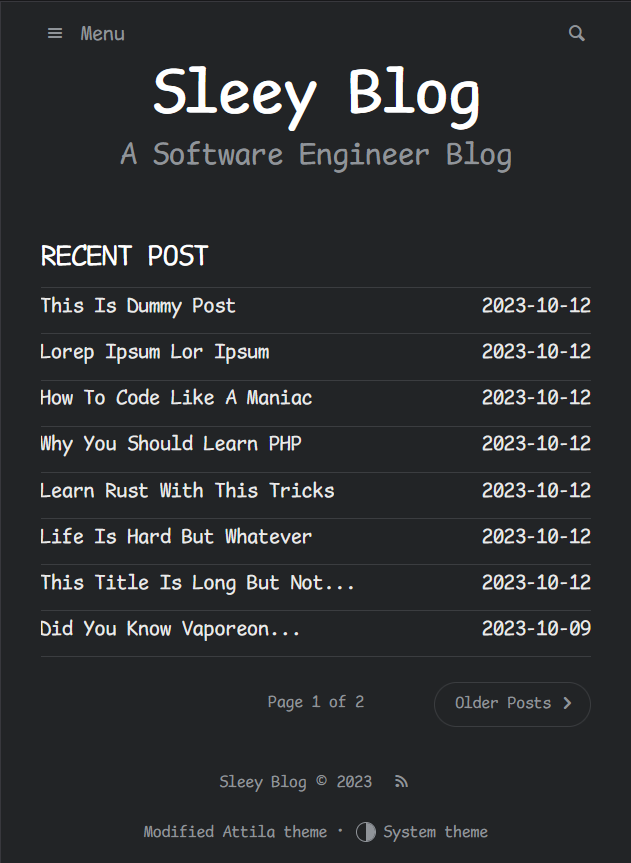 Menu
Sleey Blog
A Software Engineer Blog
RECENT POST
This Is Dummy Post 2023-10-12
Lorep Ipsum Lor Ipsum 2023-10-12
How To Code Like A Maniac 2023-10-12
Why You Should Learn PHP 2023-10-12
Learn Rust With This Tricks 2023-10-12
Life Is Hard But Whatever 2023-10-12
This Title Is Long But Not... 2023-10-12
Did You Know Vaporeon... 2023-10-09
Page 1 of 2 Older Posts
Sleey Blog © 2023
Modified Attila theme · System theme